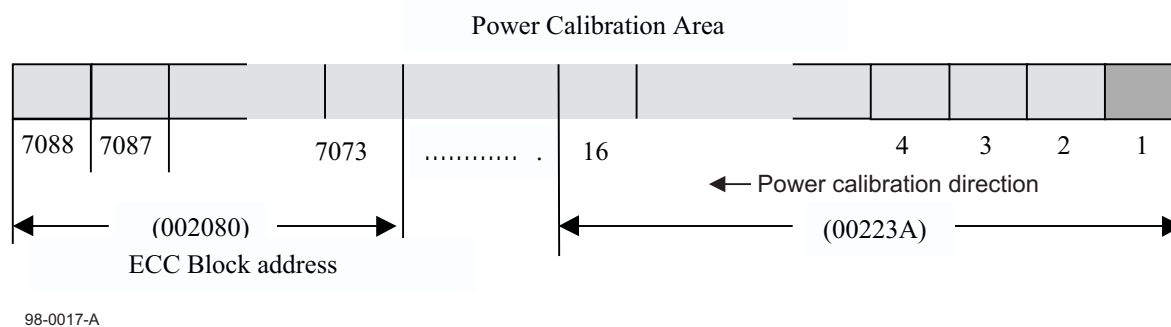 Power Calibration Area
7088 7087 7073 ............ . 16 4 3 2 1
Power calibration direction
(002080) (00223A)
ECC Block address
98-0017-A